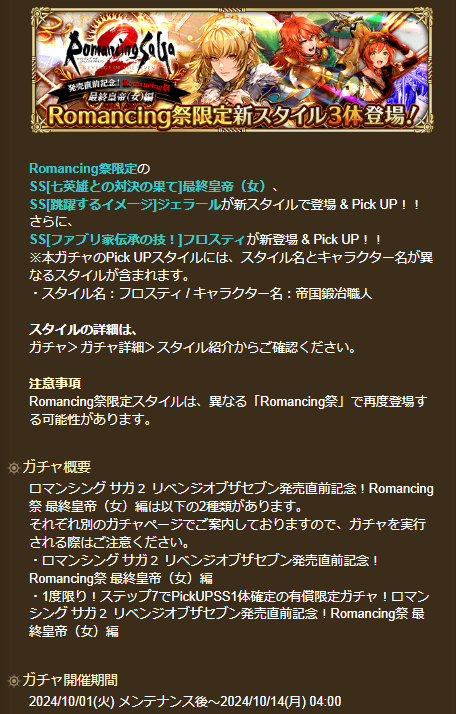 Romancing SaGa
2
REVENGE OF THE SEVEN
発売直前記念!Romancing祭
最終皇帝(女)編
Romancing祭限定新スタイル3体登場!
Romancing祭限定の
SS[七英雄との対決の果て]最終皇帝（女）、
SS[跳躍するイメージ]ジェラールが新スタイルで登場 & Pick UP！！
さらに、
SS[ファブリ家伝承の技！]フロスティが新登場 & Pick UP！！
※本ガチャのPick UPスタイルには、スタイル名とキャラクター名が異
なるスタイルが含まれます。
・スタイル名：フロスティ / キャラクター名：帝国鍛冶職人
スタイルの詳細は、
ガチャ＞ガチャ詳細＞スタイル紹介からご確認ください。
注意事項
Romancing祭限定スタイルは、異なる「Romancing祭」で再度登場す
る可能性があります。
ガチャ概要
ロマンシング サガ２ リベンジオブザセブン発売直前記念！Romancing
祭 最終皇帝（女）編は以下の2種類があります。
それぞれ別のガチャページでご案内しておりますので、ガチャを実行
される際はご注意ください。
・ロマンシング サガ２ リベンジオブザセブン発売直前記念！
Romancing祭 最終皇帝（女）編
・1度限り！ステップ7でPickUPSS1体確定の有償限定ガチャ！ロマン
シング サガ２ リベンジオブザセブン発売直前記念！Romancing祭 最
終皇帝（女）編
ガチャ開催期間
2024/10/01(火) メンテナンス後～2024/10/14(月) 04:00